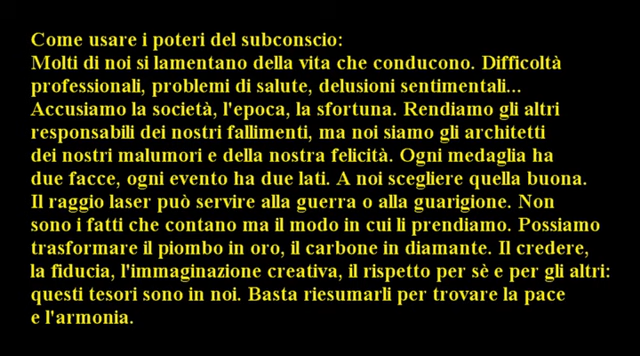 Come usare i poteri del subconscio:
Molti di noi si lamentano della vita che conducono. Difficoltà
professionali, problemi di salute, delusioni sentimentali...
Accusiamo la società, l'epoca, la sfortuna. Rendiamo gli altri
responsabili dei nostri fallimenti, ma noi siamo gli architetti
dei nostri malumori e della nostra felicità. Ogni medaglia ha
due facce, ogni evento ha due lati. A noi scegliere quella buona.
Il raggio laser può servire alla guerra o alla guarigione. Non
sono i fatti che contano ma il modo in cui li prendiamo. Possiamo
trasformare il piombo in oro, il carbone in diamante. Il credere,
la fiducia, l'immaginazione creativa, il rispetto per sè e per gli altri:
questi tesori sono in noi. Basta riesumarli per trovare la pace
e l'armonia.